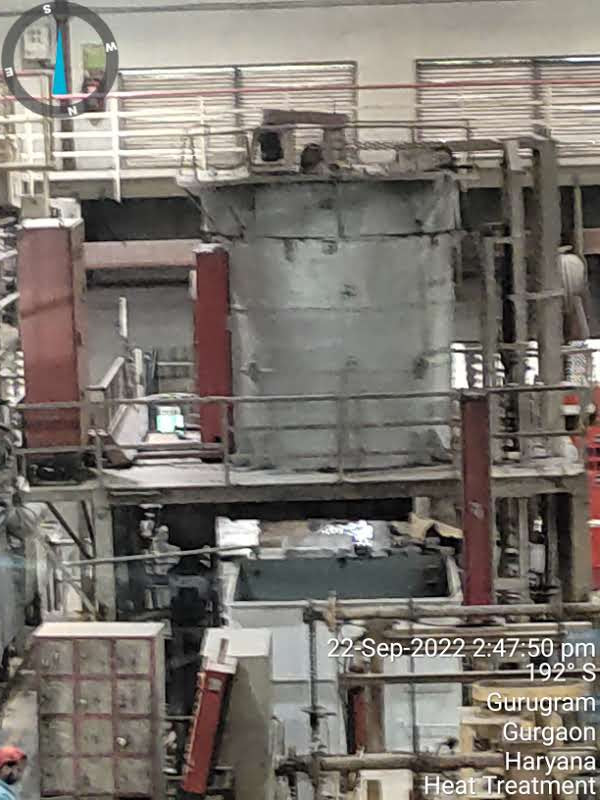 S
W
E
N
22-Sep-2022 2:47:50 pm
192° S
Gurugram
Gurgaon
Haryana
Heat Treatment